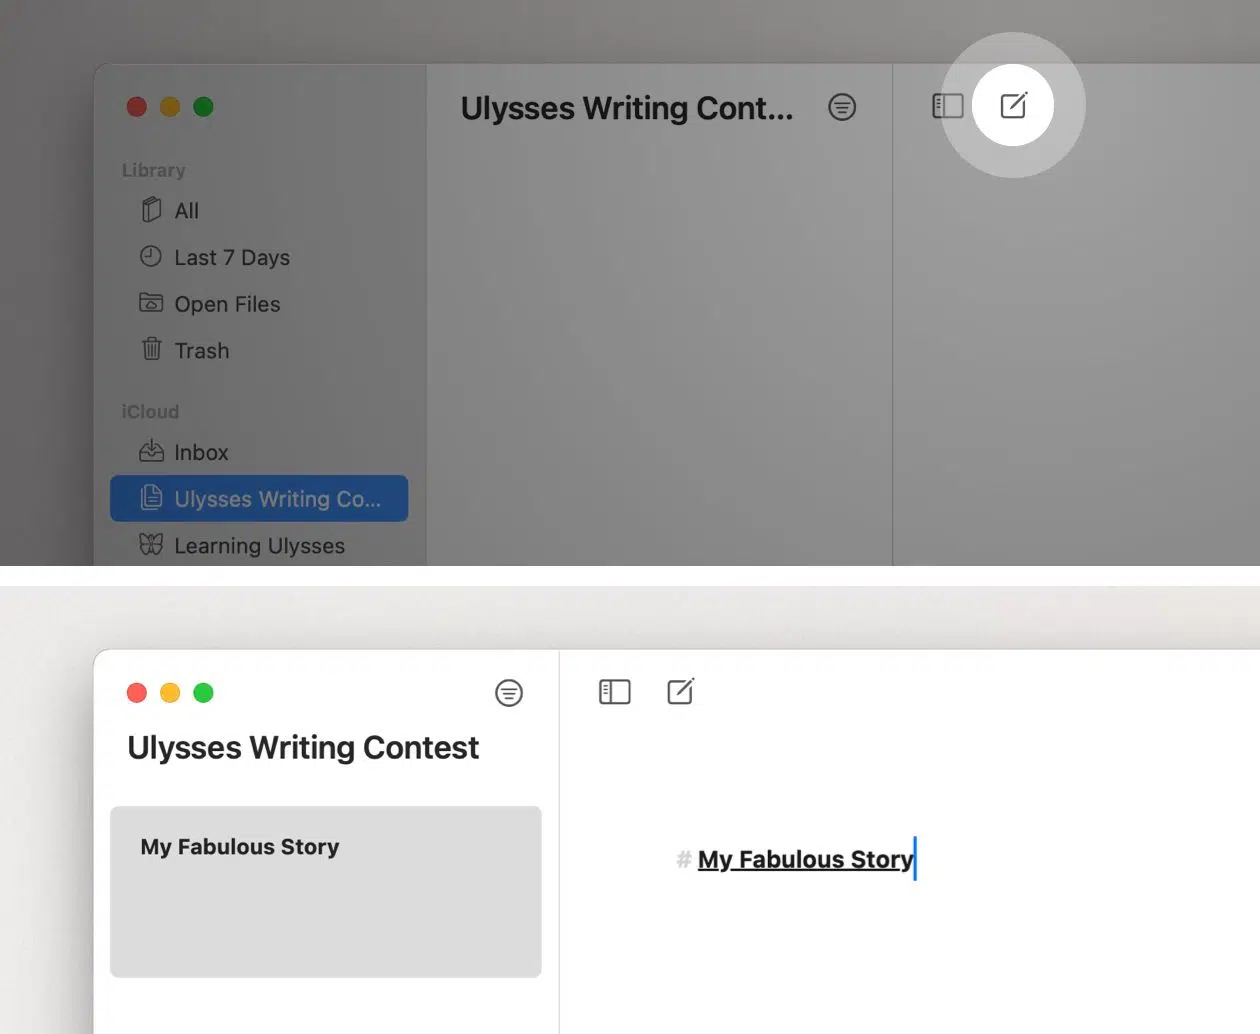 Ulysses Writing Cont...
Library
All
Last 7 Days
Open Files
Trash
iCloud
Inbox
Ulysses Writing Co...
Learning Ulysses
Ulysses Writing Contest
My Fabulous Story
# My Fabulous Story